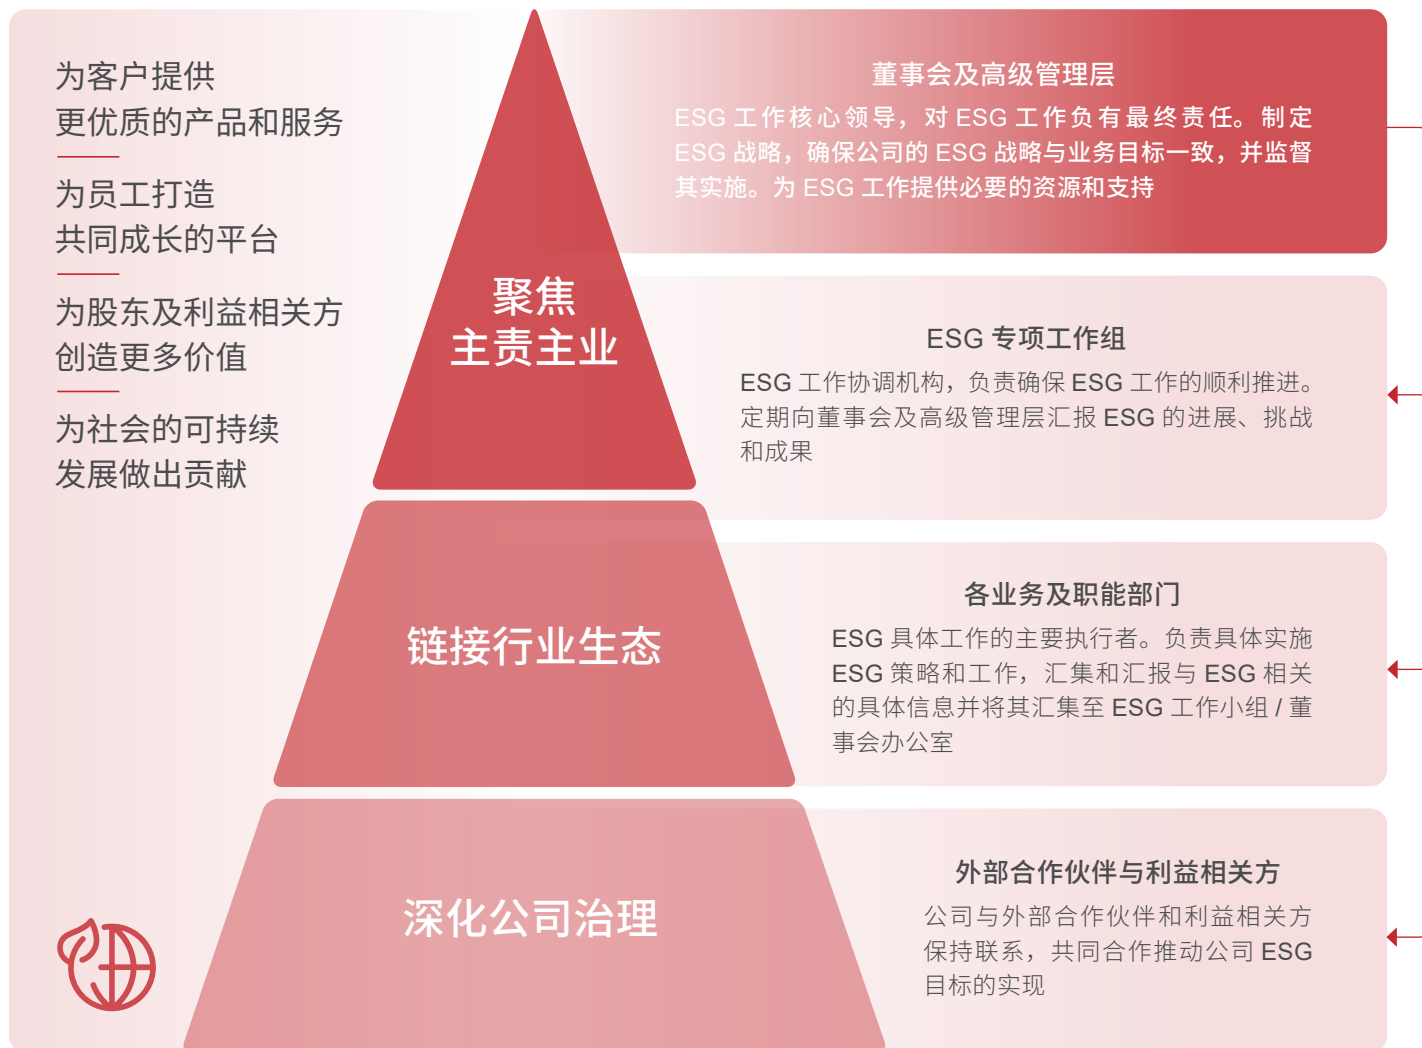 为客户提供
更优质的产品和服务
为员工打造
共同成长的平台
为股东及利益相关方
创造更多价值
为社会的可持续
发展做出贡献
聚焦
主责主业
链接行业生态
深化公司治理
董事会及高级管理层
ESG 工作核心领导，对 ESG 工作负有最终责任。制定
ESG 战略，确保公司的 ESG 战略与业务目标一致，并监督
其实施。为 ESG 工作提供必要的资源和支持
ESG 专项工作组
ESG 工作协调机构，负责确保 ESG 工作的顺利推进。
定期向董事会及高级管理层汇报 ESG 的进展、挑战
和成果
各业务及职能部门
ESG 具体工作的主要执行者。负责具体实施
ESG 策略和工作，汇集和汇报与 ESG 相关
的具体信息并将其汇集至 ESG 工作小组 / 董
事会办公室
外部合作伙伴与利益相关方
公司与外部合作伙伴和利益相关方
保持联系，共同合作推动公司 ESG
目标的实现